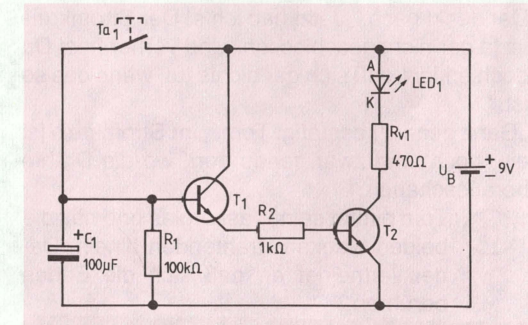 Ta1
A
LED1
K
Rv1
470Ω
UB
+
−
9V
T1
R2
1kΩ
T2
+
C1
100μF
R1
100kΩ